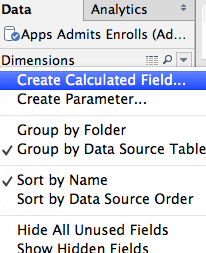 Data Analytics
Apps Admits Enrolls (Ad...
Dimensions
Create Calculated Field...
Create Parameter...
Group by Folder
Group by Data Source Table
Sort by Name
Sort by Data Source Order
Hide All Unused Fields
Show Hidden Fields